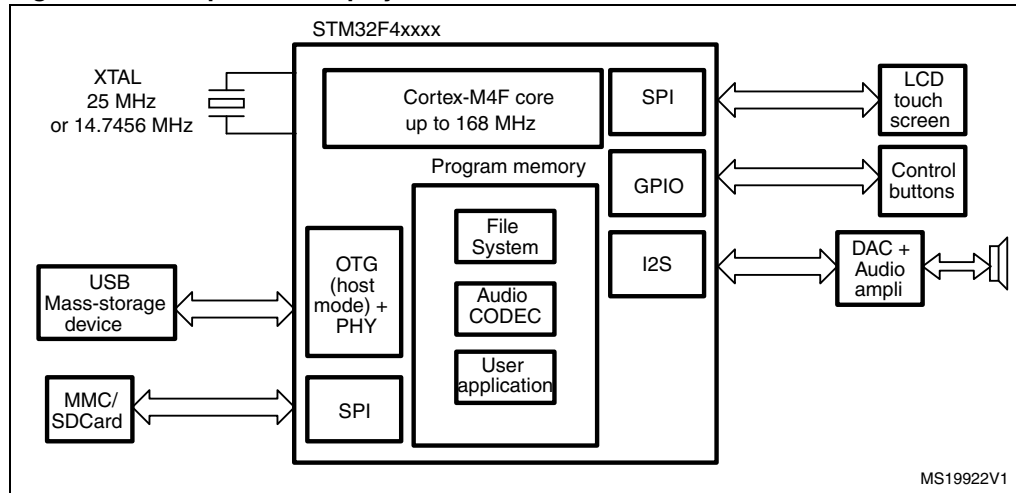 STM32F4xxxx
XTAL
25 MHz
or 14.7456 MHz
Cortex-M4F core
up to 168 MHz
SPI
LCD
touch
screen
Program memory
GPIO
Control
buttons
File
System
I2S
DAC +
Audio
ampli
OTG
(host
mode) +
PHY
USB
Mass-storage
device
Audio
CODEC
User
application
MMC/
SDCard
SPI
MS19922V1